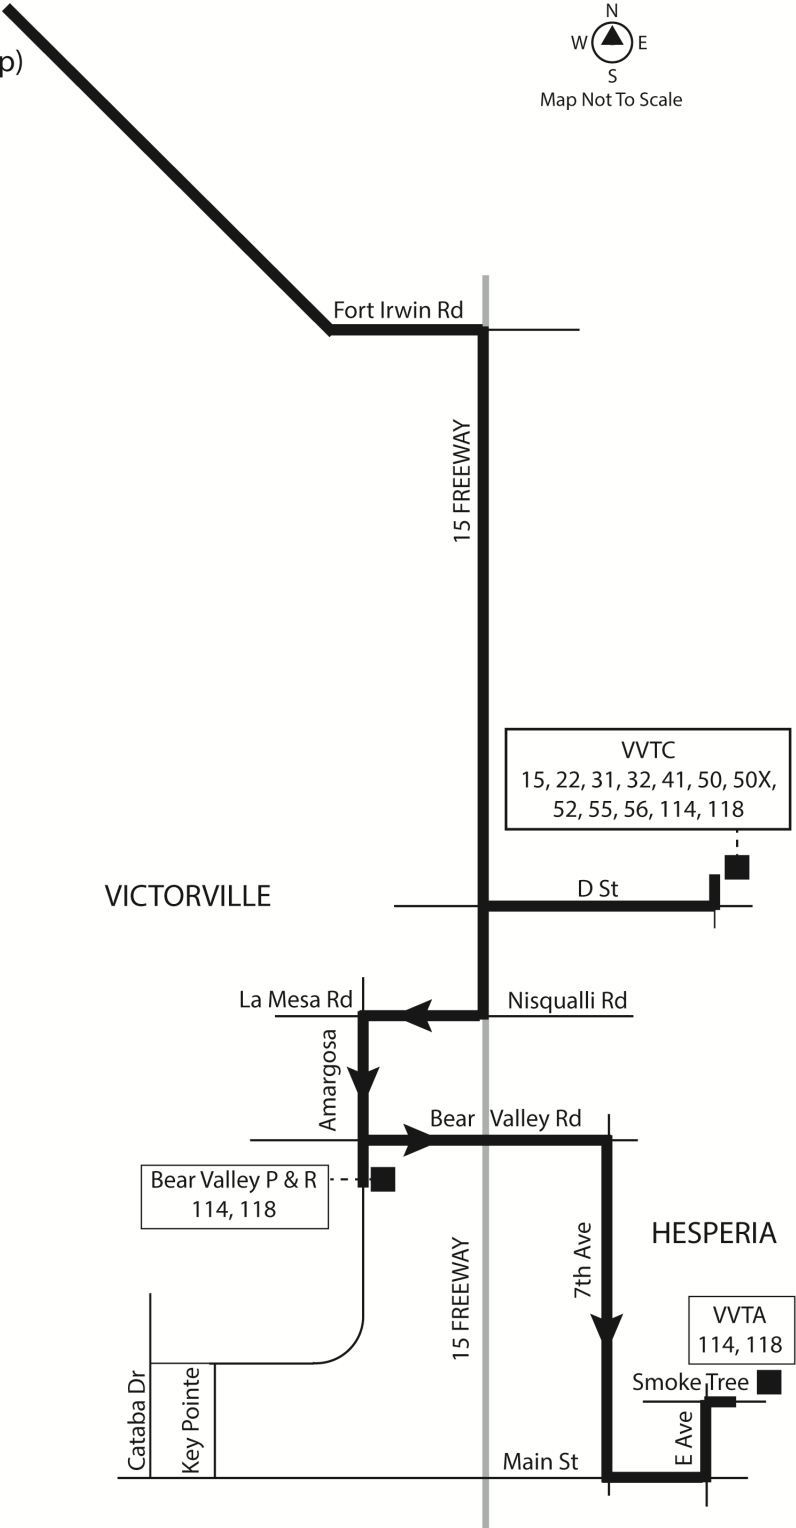 N
W E
S
Map Not To Scale
p)
Fort Irwin Rd
15 FREEWAY
VVTC
15, 22, 31, 32, 41, 50, 50X,
52, 55, 56, 114, 118
VICTORVILLE
D St
La Mesa Rd
Nisqualli Rd
Amargosa
Bear Valley Rd
Bear Valley P & R
114, 118
15 FREEWAY
7th Ave
HESPERIA
VVTA
114, 118
Smoke Tree
Cataba Dr
Key Pointe
E Ave
Main St